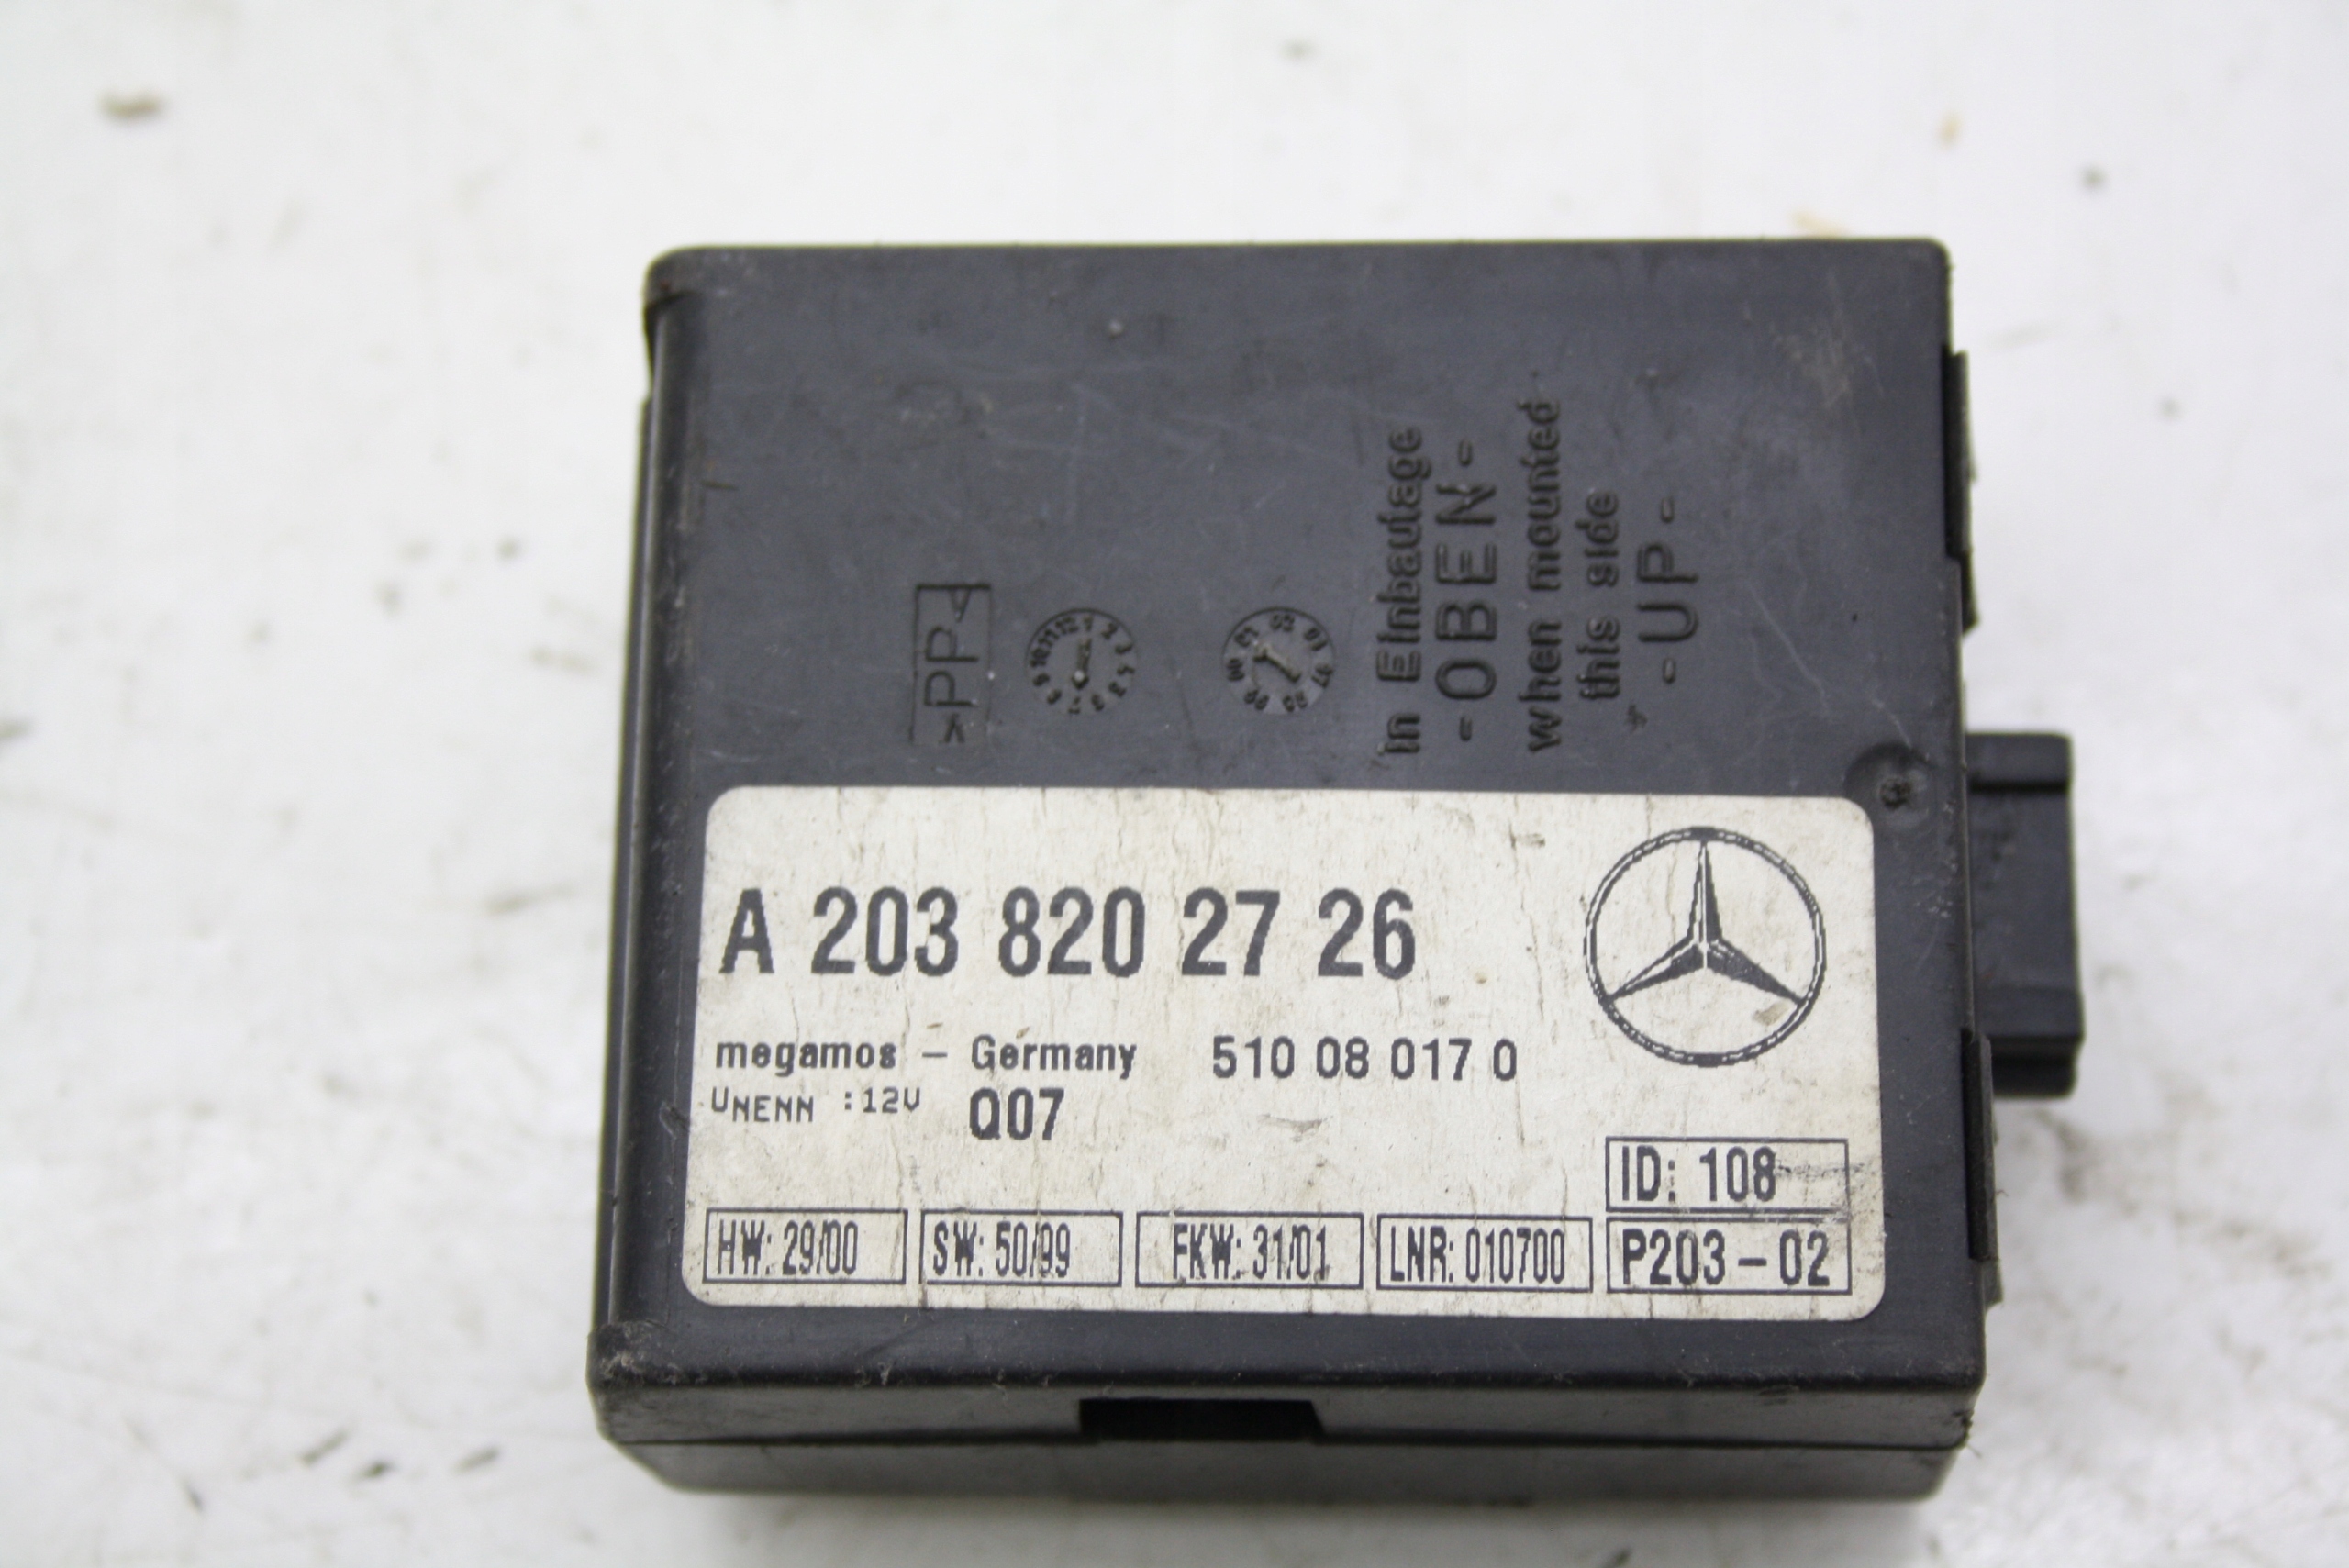 in Einbaulage
-OBEN-
when mounted
this side
-UP-
>PP<
A 203 820 27 26
megamos - Germany 510 08 017 0
UNENN :12V Q07
ID: 108
HW: 29/00 SW: 50/99 FKW: 31/01 LNR: 010700 P203-02